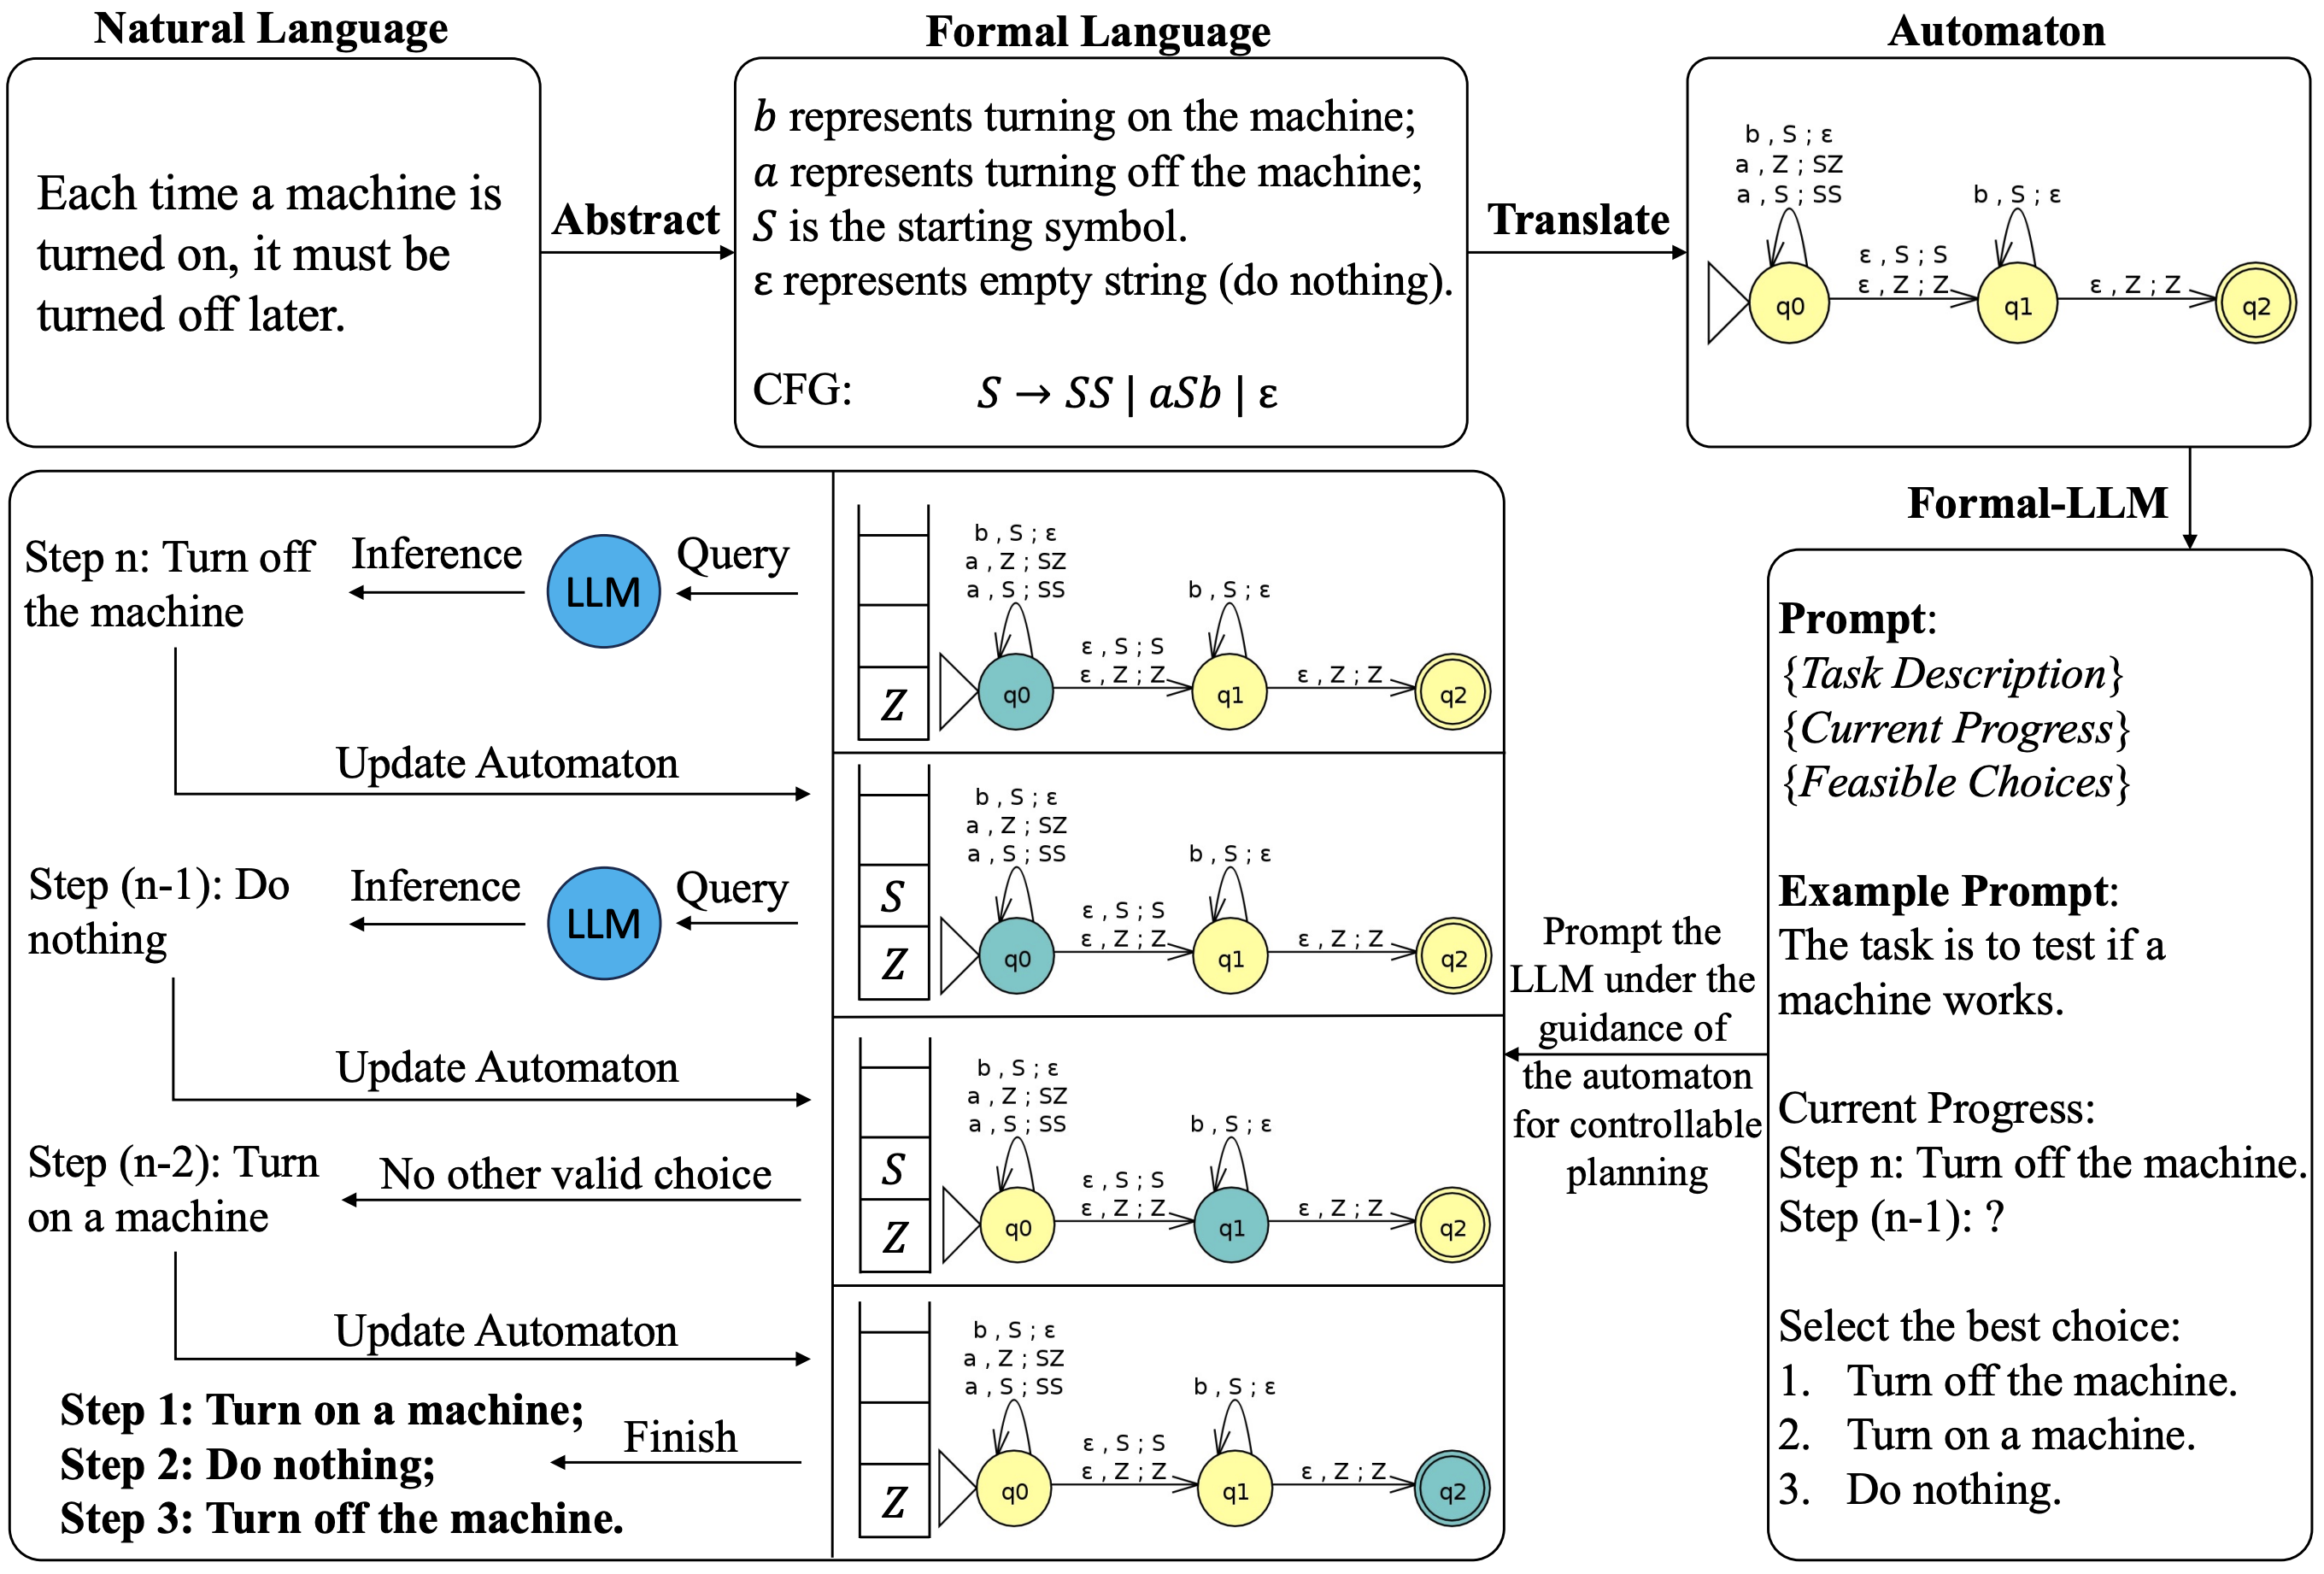 Natural Language
Each time a machine is
turned on, it must be
turned off later.
Abstract
Formal Language
b represents turning on the machine;
a represents turning off the machine;
S is the starting symbol.
ε represents empty string (do nothing).
CFG: S → SS | aSb | ε
Translate
Automaton
b , S ; ε
a , Z ; SZ
a , S ; SS
b , S ; ε
ε , S ; S
ε , Z ; Z
ε , Z ; Z
q0
q1
q2
Formal-LLM
Prompt:
{Task Description}
{Current Progress}
{Feasible Choices}
Example Prompt:
The task is to test if a
machine works.
Current Progress:
Step n: Turn off the machine.
Step (n-1): ?
Select the best choice:
1. Turn off the machine.
2. Turn on a machine.
3. Do nothing.
Prompt the
LLM under the
guidance of
the automaton
for controllable
planning
Step n: Turn off
the machine
Inference
LLM
Query
Z
b , S ; ε
a , Z ; SZ
a , S ; SS
b , S ; ε
ε , S ; S
ε , Z ; Z
ε , Z ; Z
q0
q1
q2
Update Automaton
Step (n-1): Do
nothing
Inference
LLM
Query
S
Z
b , S ; ε
a , Z ; SZ
a , S ; SS
b , S ; ε
ε , S ; S
ε , Z ; Z
ε , Z ; Z
q0
q1
q2
Update Automaton
Step (n-2): Turn
on a machine
No other valid choice
S
Z
b , S ; ε
a , Z ; SZ
a , S ; SS
b , S ; ε
ε , S ; S
ε , Z ; Z
ε , Z ; Z
q0
q1
q2
Update Automaton
Step 1: Turn on a machine;
Step 2: Do nothing;
Step 3: Turn off the machine.
Finish
Z
b , S ; ε
a , Z ; SZ
a , S ; SS
b , S ; ε
ε , S ; S
ε , Z ; Z
ε , Z ; Z
q0
q1
q2